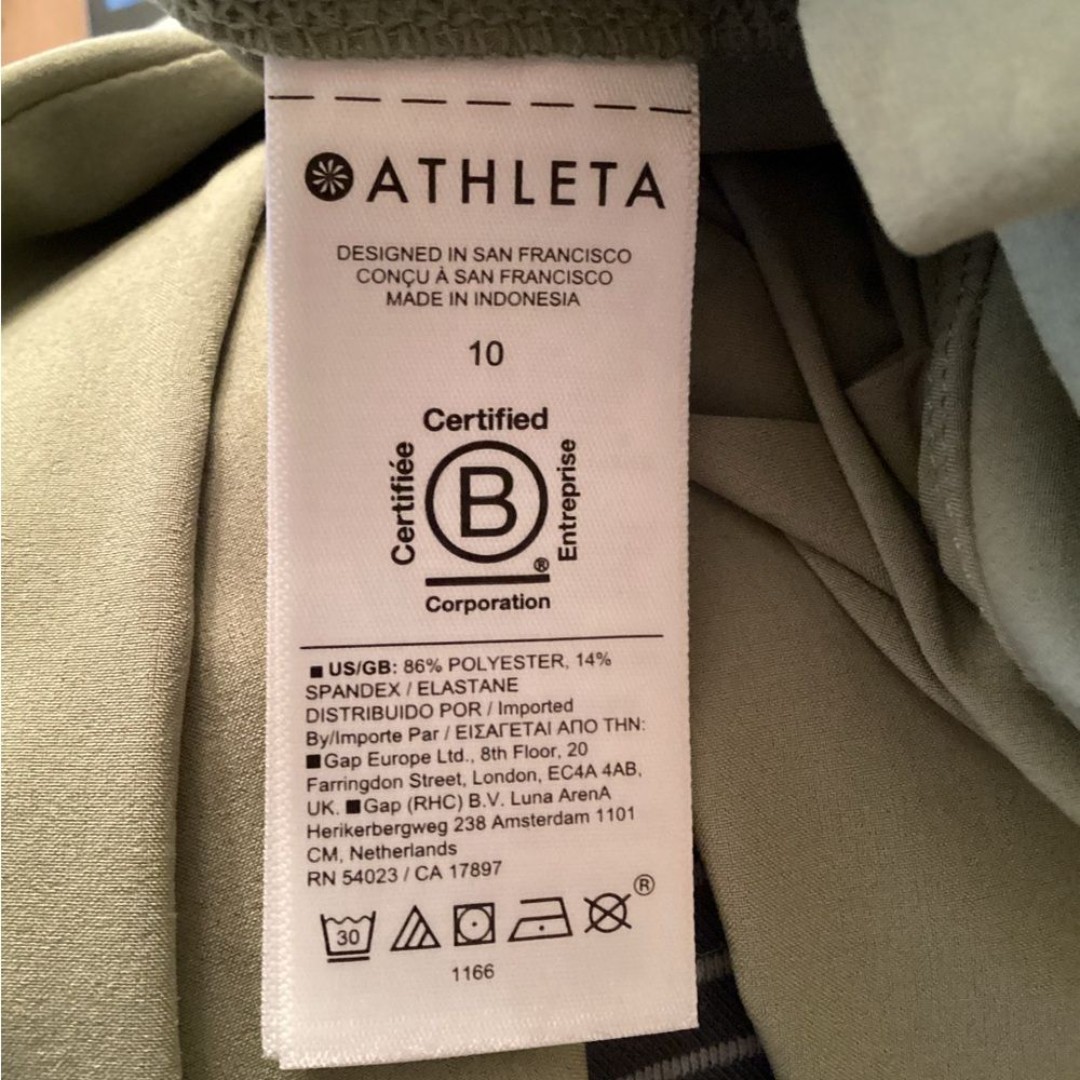 ATHLETA
DESIGNED IN SAN FRANCISCO
CONÇU À SAN FRANCISCO
MADE IN INDONESIA
10
Certified
Certifiée
B
Entreprise
®
Corporation
■ US/GB: 86% POLYESTER, 14%
SPANDEX / ELASTANE
DISTRIBUIDO POR / Imported
By/Importe Par / ΕΙΣΑΓΕΤΑΙ ΑΠΟ ΤΗΝ:
■Gap Europe Ltd., 8th Floor, 20
Farringdon Street, London, EC4A 4AB,
UK. ■Gap (RHC) B.V. Luna ArenA
Herikerbergweg 238 Amsterdam 1101
CM, Netherlands
RN 54023 / CA 17897
30
®
1166